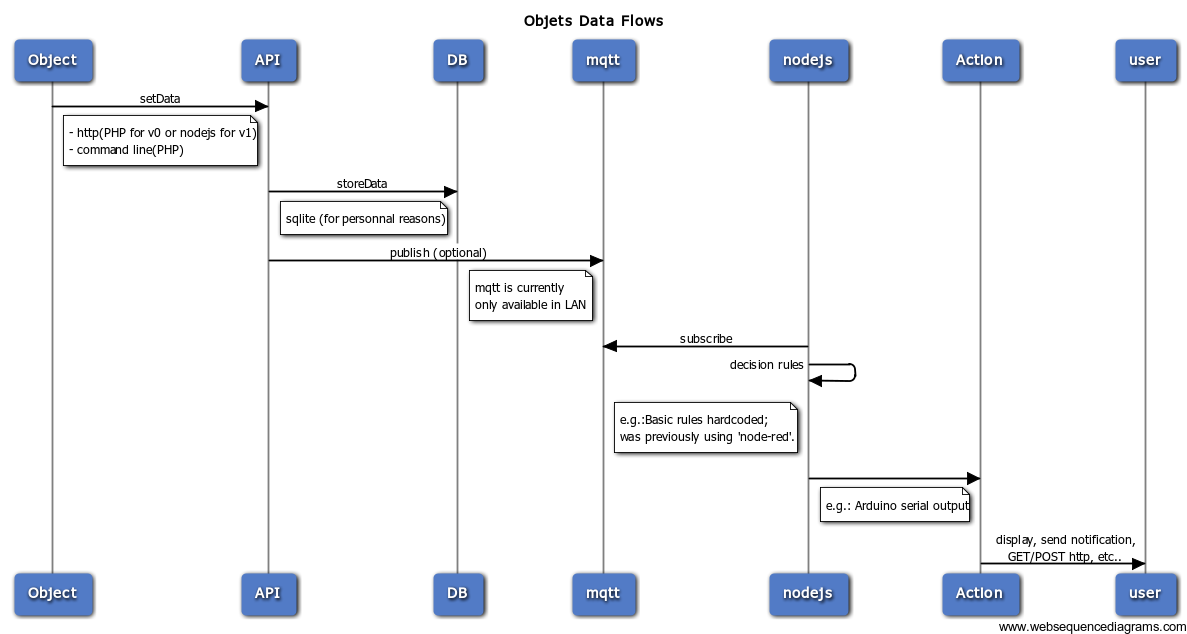 Objets Data Flows
Object
API
DB
mqtt
nodejs
Action
user
setData
- http(PHP for v0 or nodejs for v1)
- command line(PHP)
storeData
sqlite (for personnal reasons)
publish (optional)
mqtt is currently
only available in LAN
subscribe
decision rules
e.g.:Basic rules hardcoded;
was previously using 'node-red'.
e.g.: Arduino serial output
display, send notification,
GET/POST http, etc..
Object
API
DB
mqtt
nodejs
Action
user
www.websequencediagrams.com